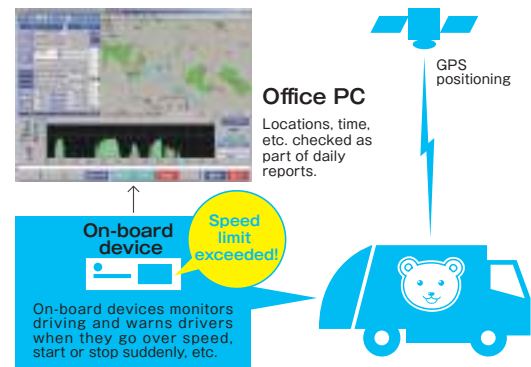 GPS
positioning
Office PC
Locations, time,
etc. checked as
part of daily
reports.
On-board
device
Speed
limit
exceeded!
On-board devices monitors
driving and warns drivers
when they go over speed,
start or stop suddenly, etc.